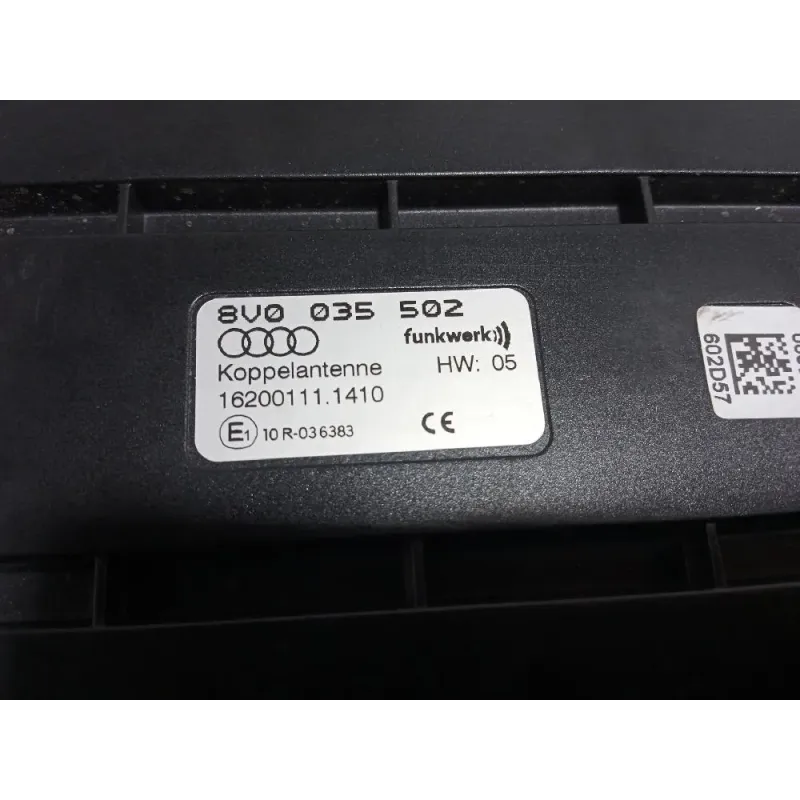 8V0 035 502
funkwerk
Koppelantenne HW: 05
16200111.1410
E1 10 R-036383 CE
602D57